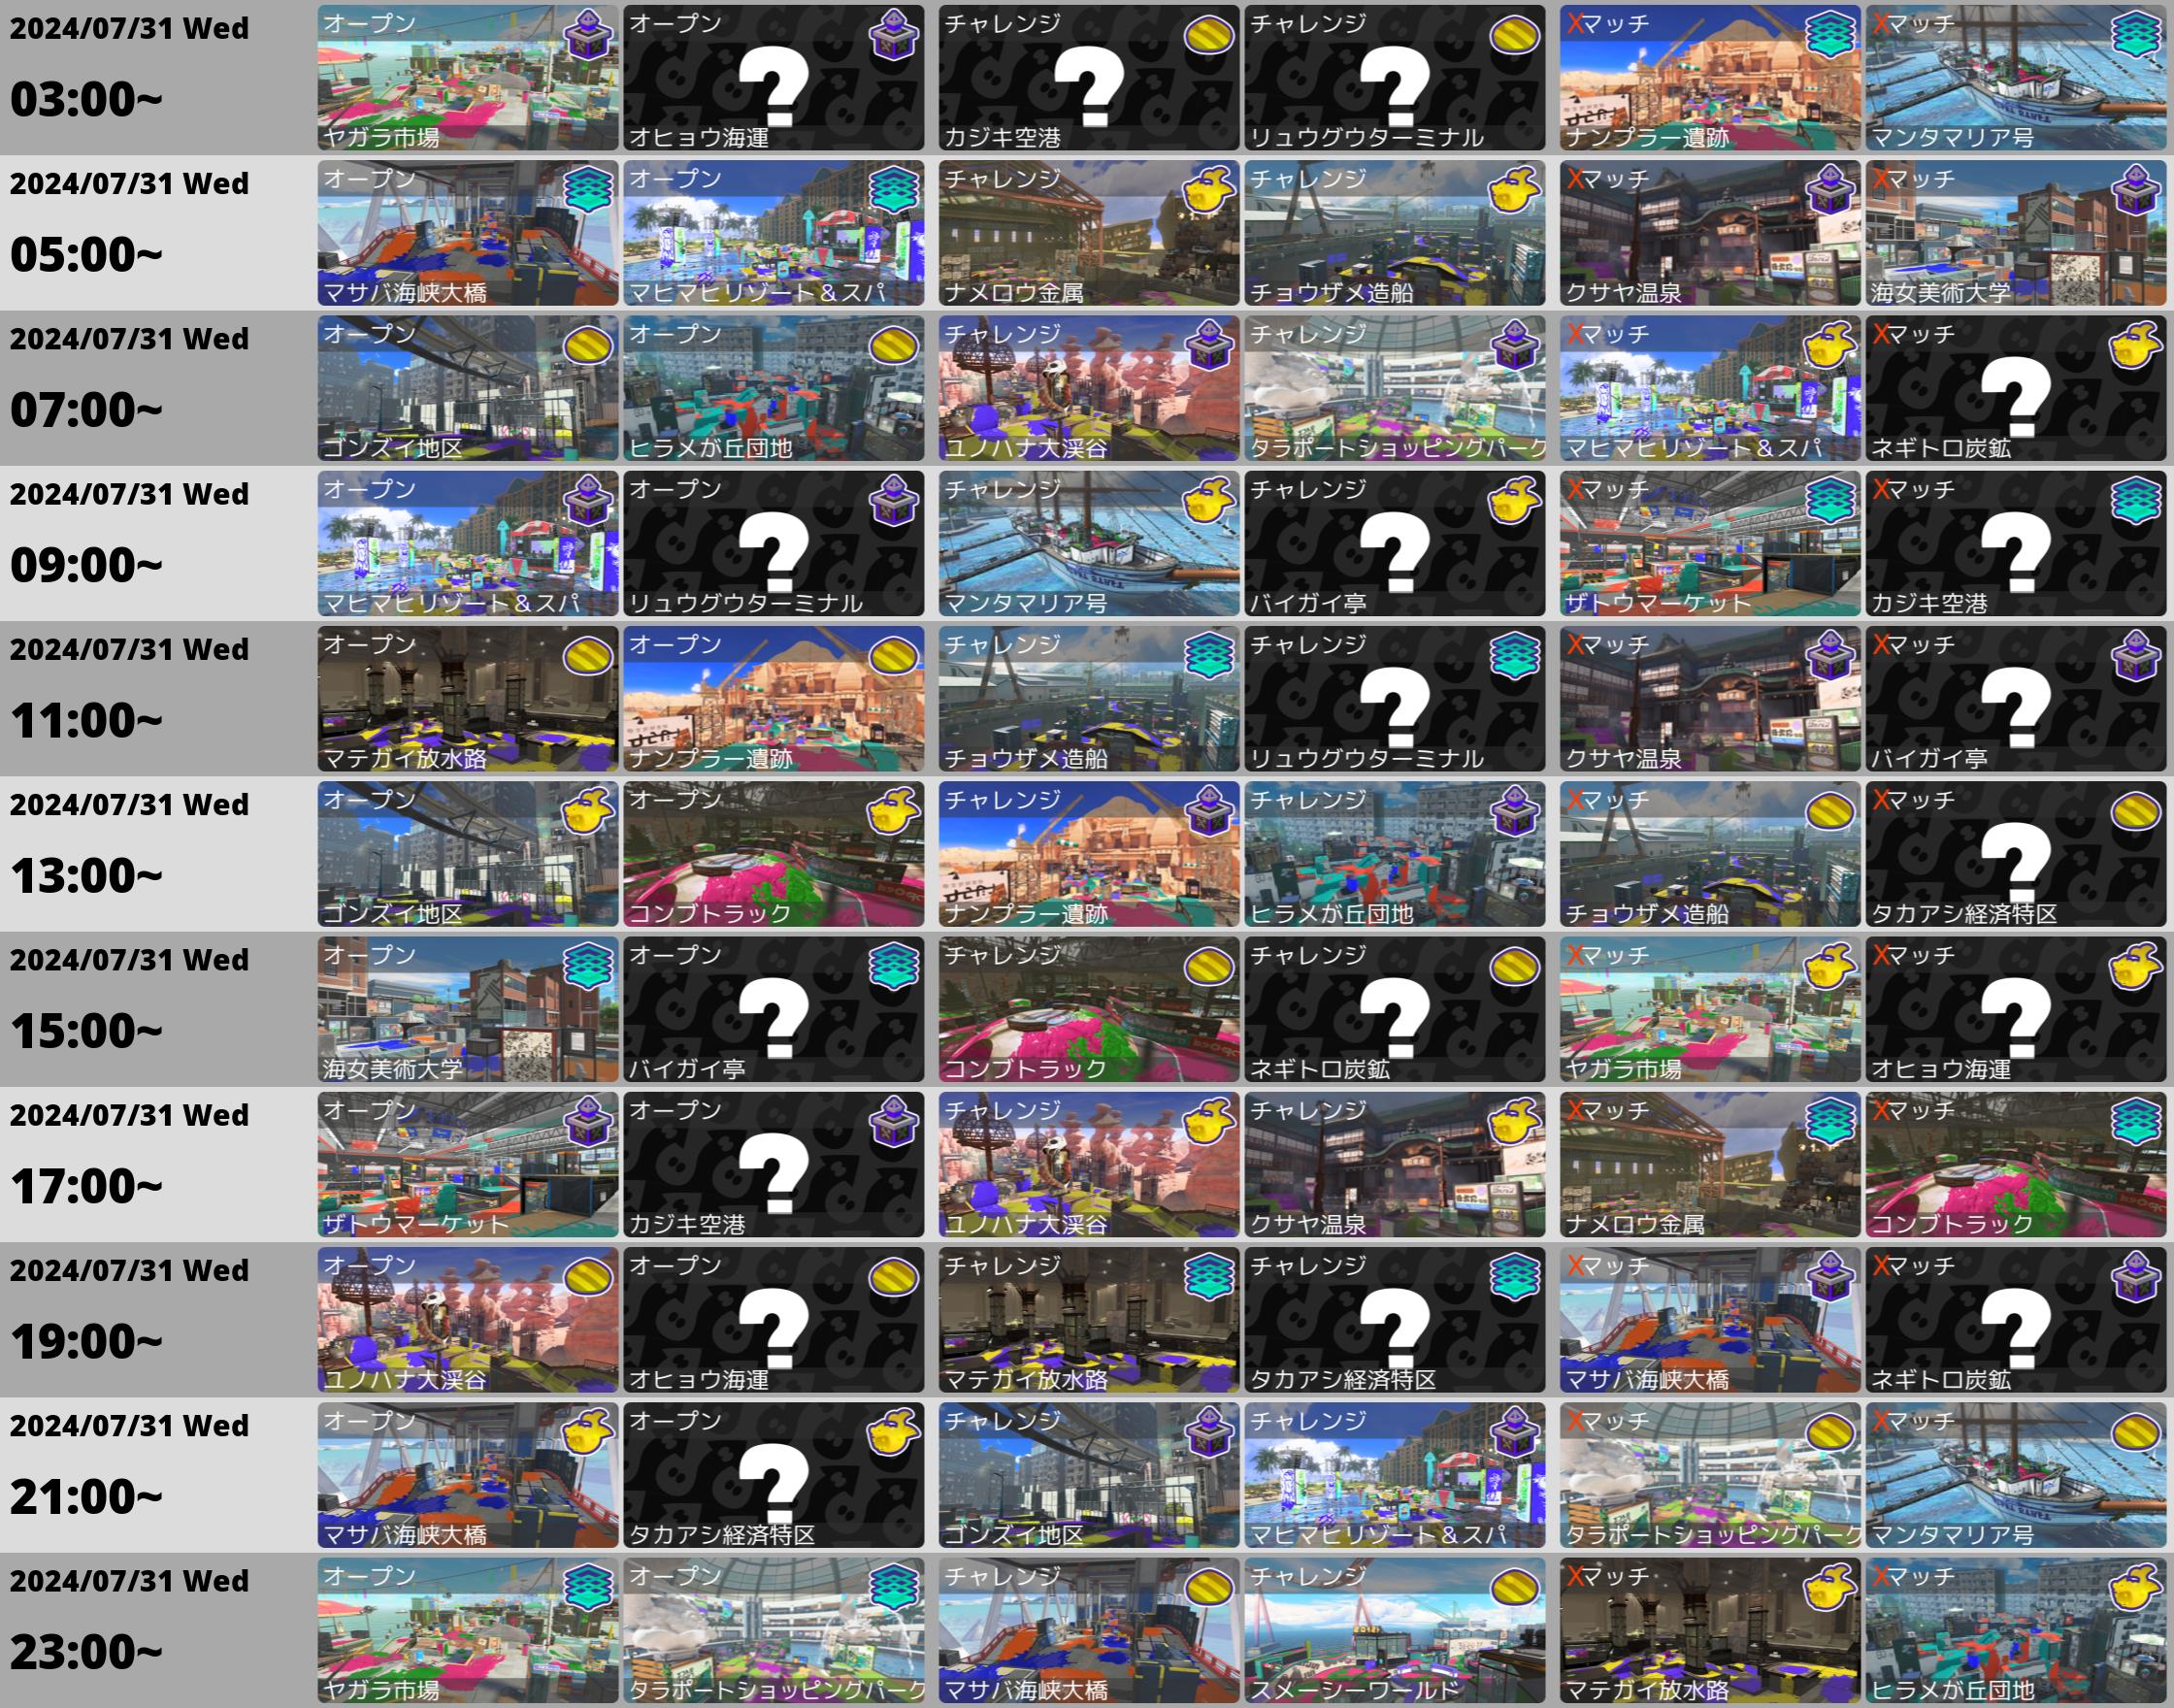 2024/07/31 Wed
03:00~
オープン
ヤガラ市場
オープン
?
オヒョウ海運
チャレンジ
?
カジキ空港
チャレンジ
?
リュウグウターミナル
Xマッチ
ナンプラー遺跡
Xマッチ
マンタマリア号
2024/07/31 Wed
05:00~
オープン
マサバ海峡大橋
オープン
マヒマヒリゾート＆スパ
チャレンジ
ナメロウ金属
チャレンジ
チョウザメ造船
Xマッチ
クサヤ温泉
Xマッチ
海女美術大学
2024/07/31 Wed
07:00~
オープン
ゴンズイ地区
オープン
ヒラメが丘団地
チャレンジ
ユノハナ大渓谷
チャレンジ
タラポートショッピングパーク
Xマッチ
マヒマヒリゾート＆スパ
Xマッチ
?
ネギトロ炭鉱
2024/07/31 Wed
09:00~
オープン
マヒマヒリゾート＆スパ
オープン
?
リュウグウターミナル
チャレンジ
マンタマリア号
チャレンジ
?
バイガイ亭
Xマッチ
ザトウマーケット
Xマッチ
?
カジキ空港
2024/07/31 Wed
11:00~
オープン
マテガイ放水路
オープン
ナンプラー遺跡
チャレンジ
チョウザメ造船
チャレンジ
?
リュウグウターミナル
Xマッチ
クサヤ温泉
Xマッチ
?
バイガイ亭
2024/07/31 Wed
13:00~
オープン
ゴンズイ地区
オープン
コンブトラック
チャレンジ
ナンプラー遺跡
チャレンジ
ヒラメが丘団地
Xマッチ
チョウザメ造船
Xマッチ
?
タカアシ経済特区
2024/07/31 Wed
15:00~
オープン
海女美術大学
オープン
?
バイガイ亭
チャレンジ
コンブトラック
チャレンジ
?
ネギトロ炭鉱
Xマッチ
ヤガラ市場
Xマッチ
?
オヒョウ海運
2024/07/31 Wed
17:00~
オープン
ザトウマーケット
オープン
?
カジキ空港
チャレンジ
ユノハナ大渓谷
チャレンジ
クサヤ温泉
Xマッチ
ナメロウ金属
Xマッチ
コンブトラック
2024/07/31 Wed
19:00~
オープン
ユノハナ大渓谷
オープン
?
オヒョウ海運
チャレンジ
マテガイ放水路
チャレンジ
?
タカアシ経済特区
Xマッチ
マサバ海峡大橋
Xマッチ
?
ネギトロ炭鉱
2024/07/31 Wed
21:00~
オープン
マサバ海峡大橋
オープン
?
タカアシ経済特区
チャレンジ
ゴンズイ地区
チャレンジ
マヒマヒリゾート＆スパ
Xマッチ
タラポートショッピングパーク
Xマッチ
マンタマリア号
2024/07/31 Wed
23:00~
オープン
ヤガラ市場
オープン
タラポートショッピングパーク
チャレンジ
マサバ海峡大橋
チャレンジ
スメーシーワールド
Xマッチ
マテガイ放水路
Xマッチ
ヒラメが丘団地